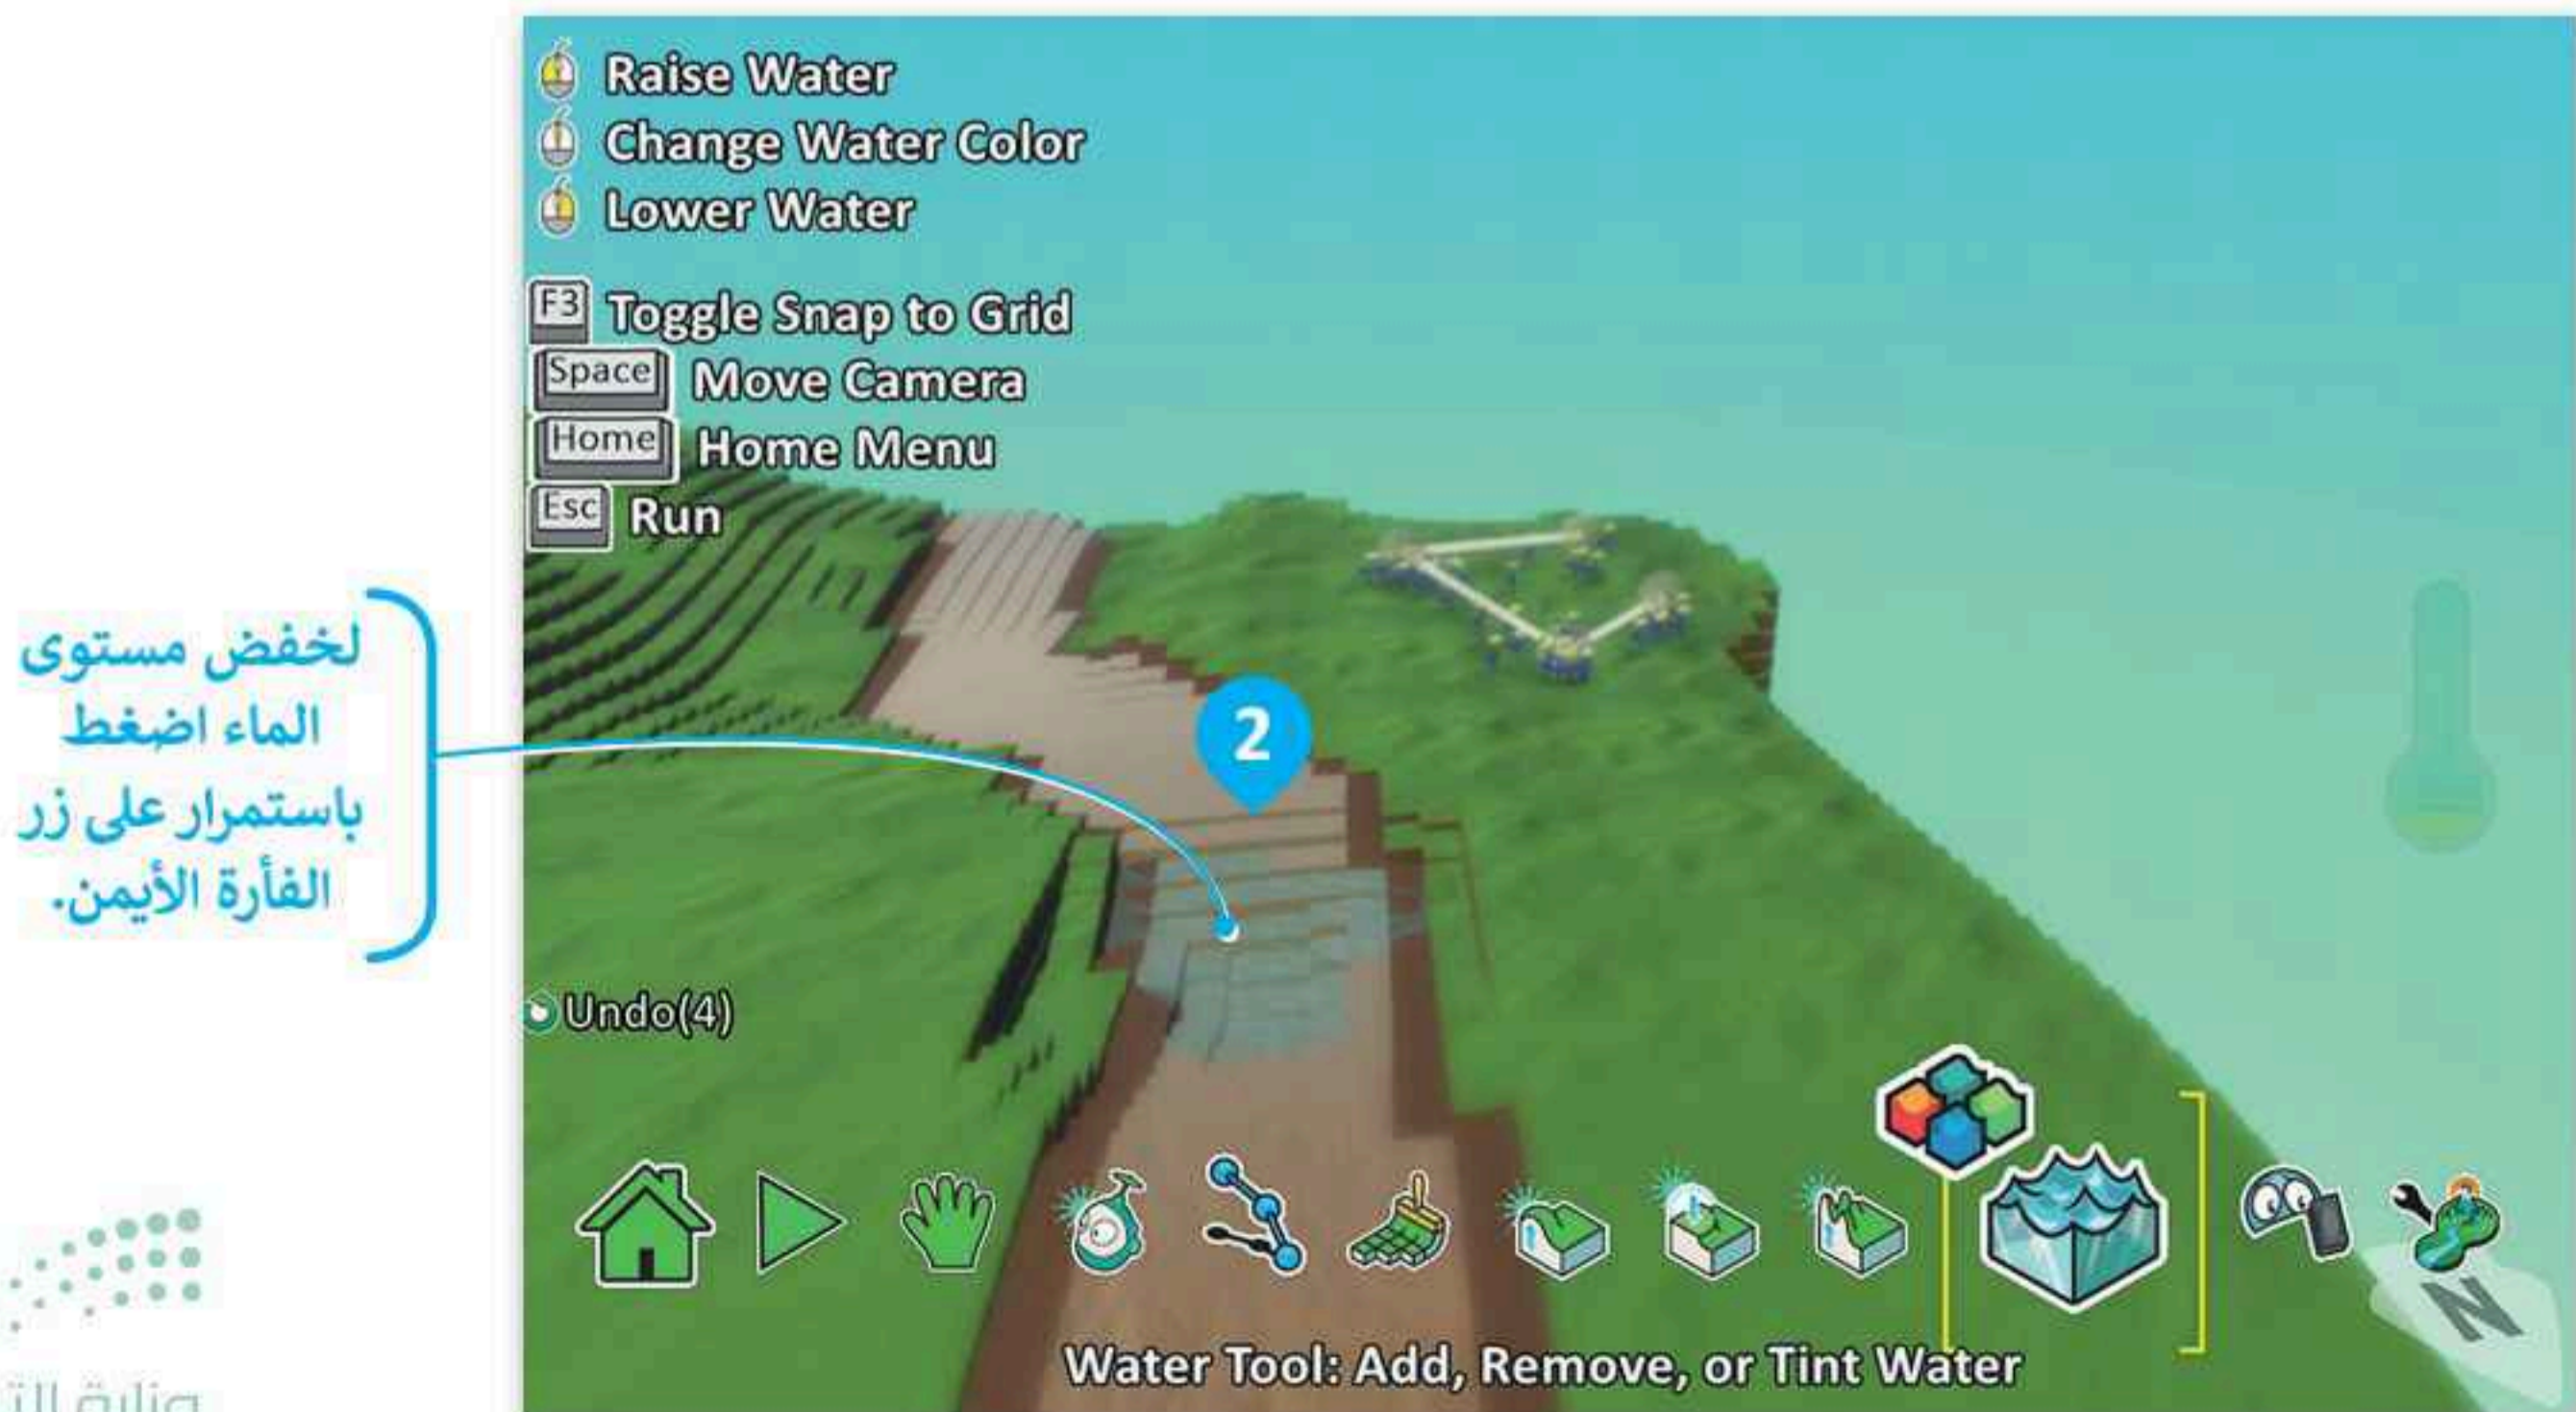 Raise Water
Change Water Color
Lower Water
F3 Toggle Snap to Grid
Space Move Camera
Home Home Menu
Esc Run
لخفض مستوى
الماء اضغط
باستمرار على زر
الفأرة الأيمن.
2
Undo(4)
N
Water Tool: Add, Remove, or Tint Water
وزارة